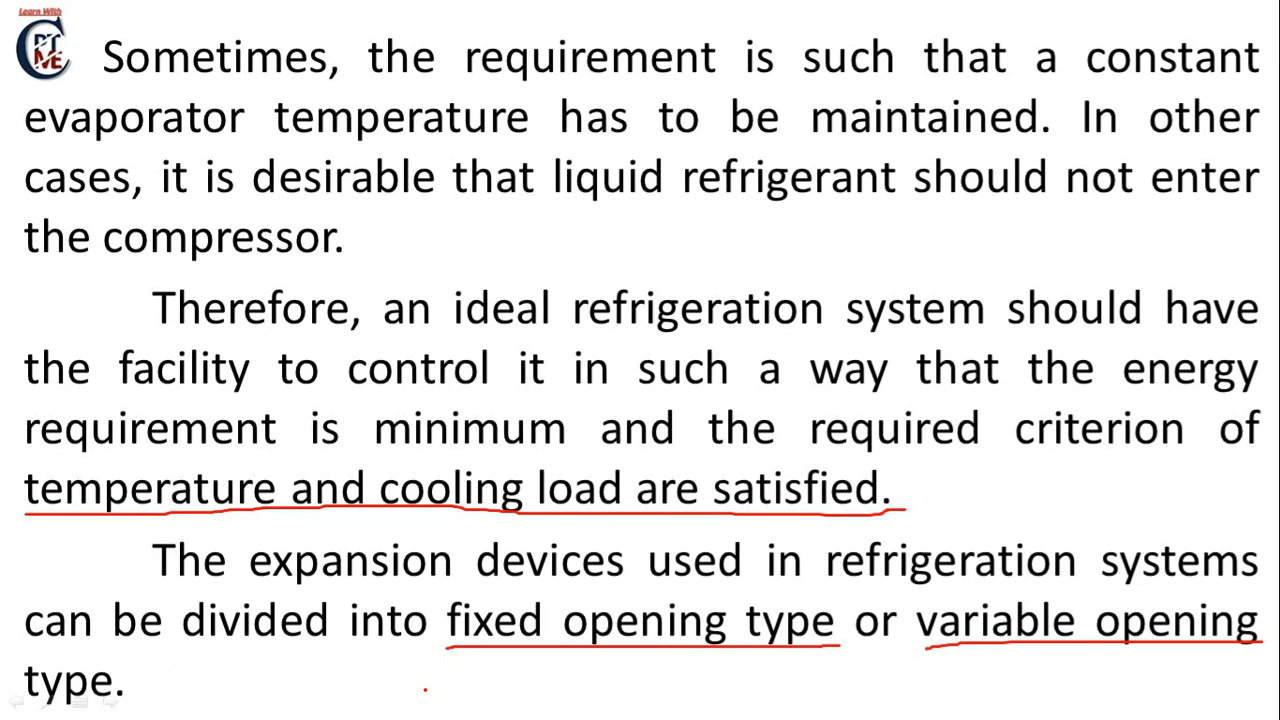 Learn With
C PT ME
Sometimes, the requirement is such that a constant
evaporator temperature has to be maintained. In other
cases, it is desirable that liquid refrigerant should not enter
the compressor.
Therefore, an ideal refrigeration system should have
the facility to control it in such a way that the energy
requirement is minimum and the required criterion of
temperature and cooling load are satisfied.
The expansion devices used in refrigeration systems
can be divided into fixed opening type or variable opening
type.